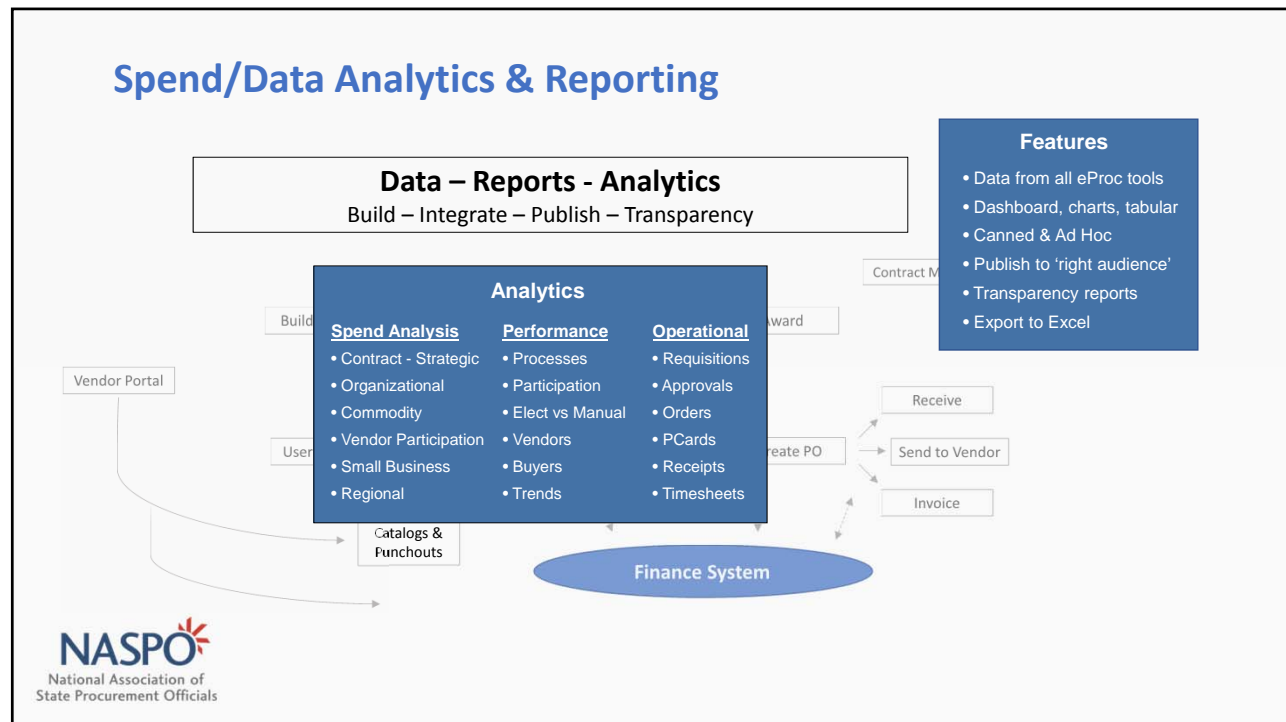 Spend/Data Analytics & Reporting
Data – Reports - Analytics
Build – Integrate – Publish – Transparency
Features
• Data from all eProc tools
• Dashboard, charts, tabular
• Canned & Ad Hoc
• Publish to ‘right audience’
• Transparency reports
• Export to Excel
Contract M
Analytics
Spend Analysis
• Contract - Strategic
• Organizational
• Commodity
• Vendor Participation
• Small Business
• Regional
Performance
• Processes
• Participation
• Elect vs Manual
• Vendors
• Buyers
• Trends
Operational
• Requisitions
• Approvals
• Orders
• PCards
• Receipts
• Timesheets
Build
Award
Vendor Portal
User
reate PO
Receive
Send to Vendor
Invoice
Catalogs &
Punchouts
Finance System
NASPO
National Association of
State Procurement Officials